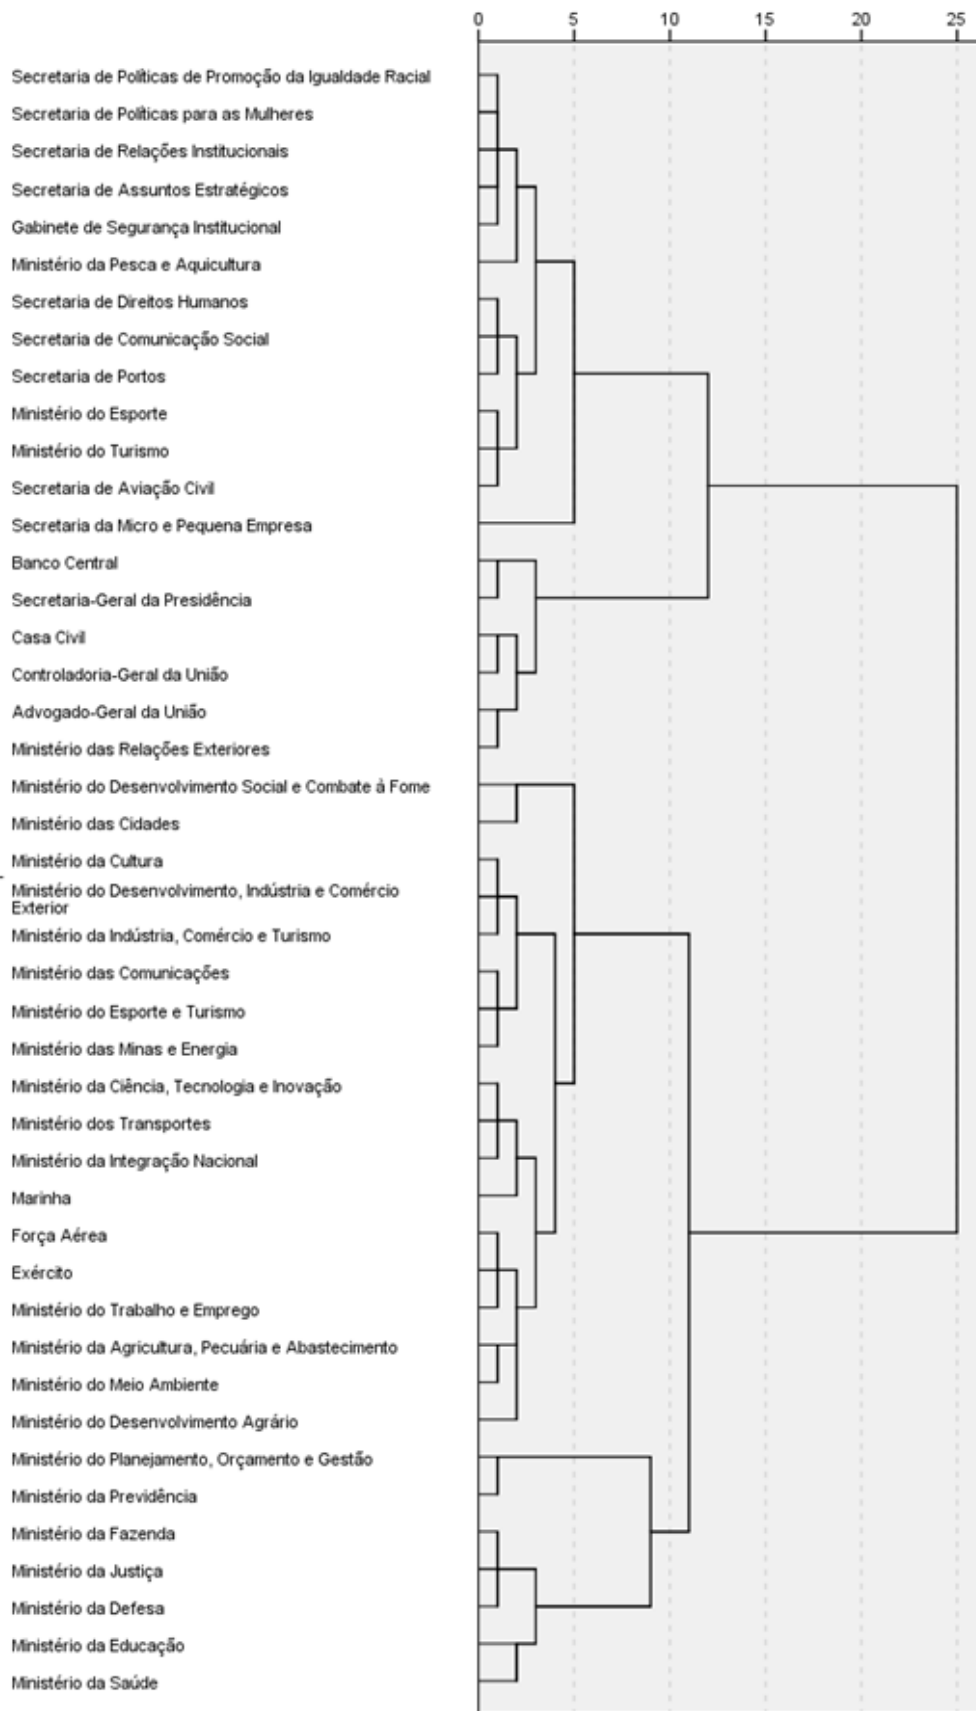 0 5 10 15 20 25
Secretaria de Políticas de Promoção da Igualdade Racial
Secretaria de Políticas para as Mulheres
Secretaria de Relações Institucionais
Secretaria de Assuntos Estratégicos
Gabinete de Segurança Institucional
Ministério da Pesca e Aquicultura
Secretaria de Direitos Humanos
Secretaria de Comunicação Social
Secretaria de Portos
Ministério do Esporte
Ministério do Turismo
Secretaria de Aviação Civil
Secretaria da Micro e Pequena Empresa
Banco Central
Secretaria-Geral da Presidência
Casa Civil
Controladoria-Geral da União
Advogado-Geral da União
Ministério das Relações Exteriores
Ministério do Desenvolvimento Social e Combate à Fome
Ministério das Cidades
Ministério da Cultura
Ministério do Desenvolvimento, Indústria e Comércio
Exterior
Ministério da Indústria, Comércio e Turismo
Ministério das Comunicações
Ministério do Esporte e Turismo
Ministério das Minas e Energia
Ministério da Ciência, Tecnologia e Inovação
Ministério dos Transportes
Ministério da Integração Nacional
Marinha
Força Aérea
Exército
Ministério do Trabalho e Emprego
Ministério da Agricultura, Pecuária e Abastecimento
Ministério do Meio Ambiente
Ministério do Desenvolvimento Agrário
Ministério do Planejamento, Orçamento e Gestão
Ministério da Previdência
Ministério da Fazenda
Ministério da Justiça
Ministério da Defesa
Ministério da Educação
Ministério da Saúde